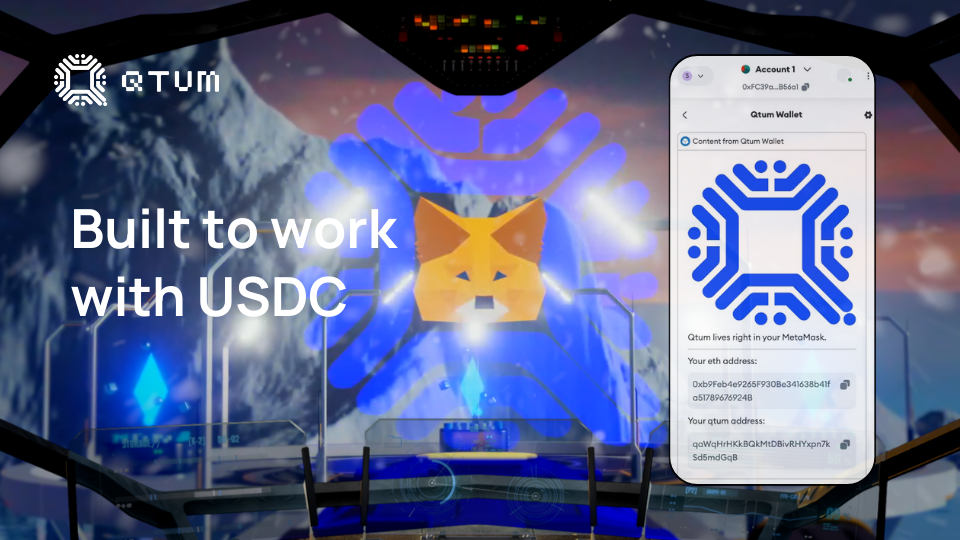 QTUM
Built to work
with USDC
S
Account 1
0xFC39a...B56a1
Qtum Wallet
Content from Qtum Wallet
Qtum lives right in your MetaMask.
Your eth address:
0xb9Feb4e9265F930Be341638b41f
a51789676924B
Your qtum address:
qaWqHrHKkBQkMtDBivRHYxpn7k
Sd5mdGqB